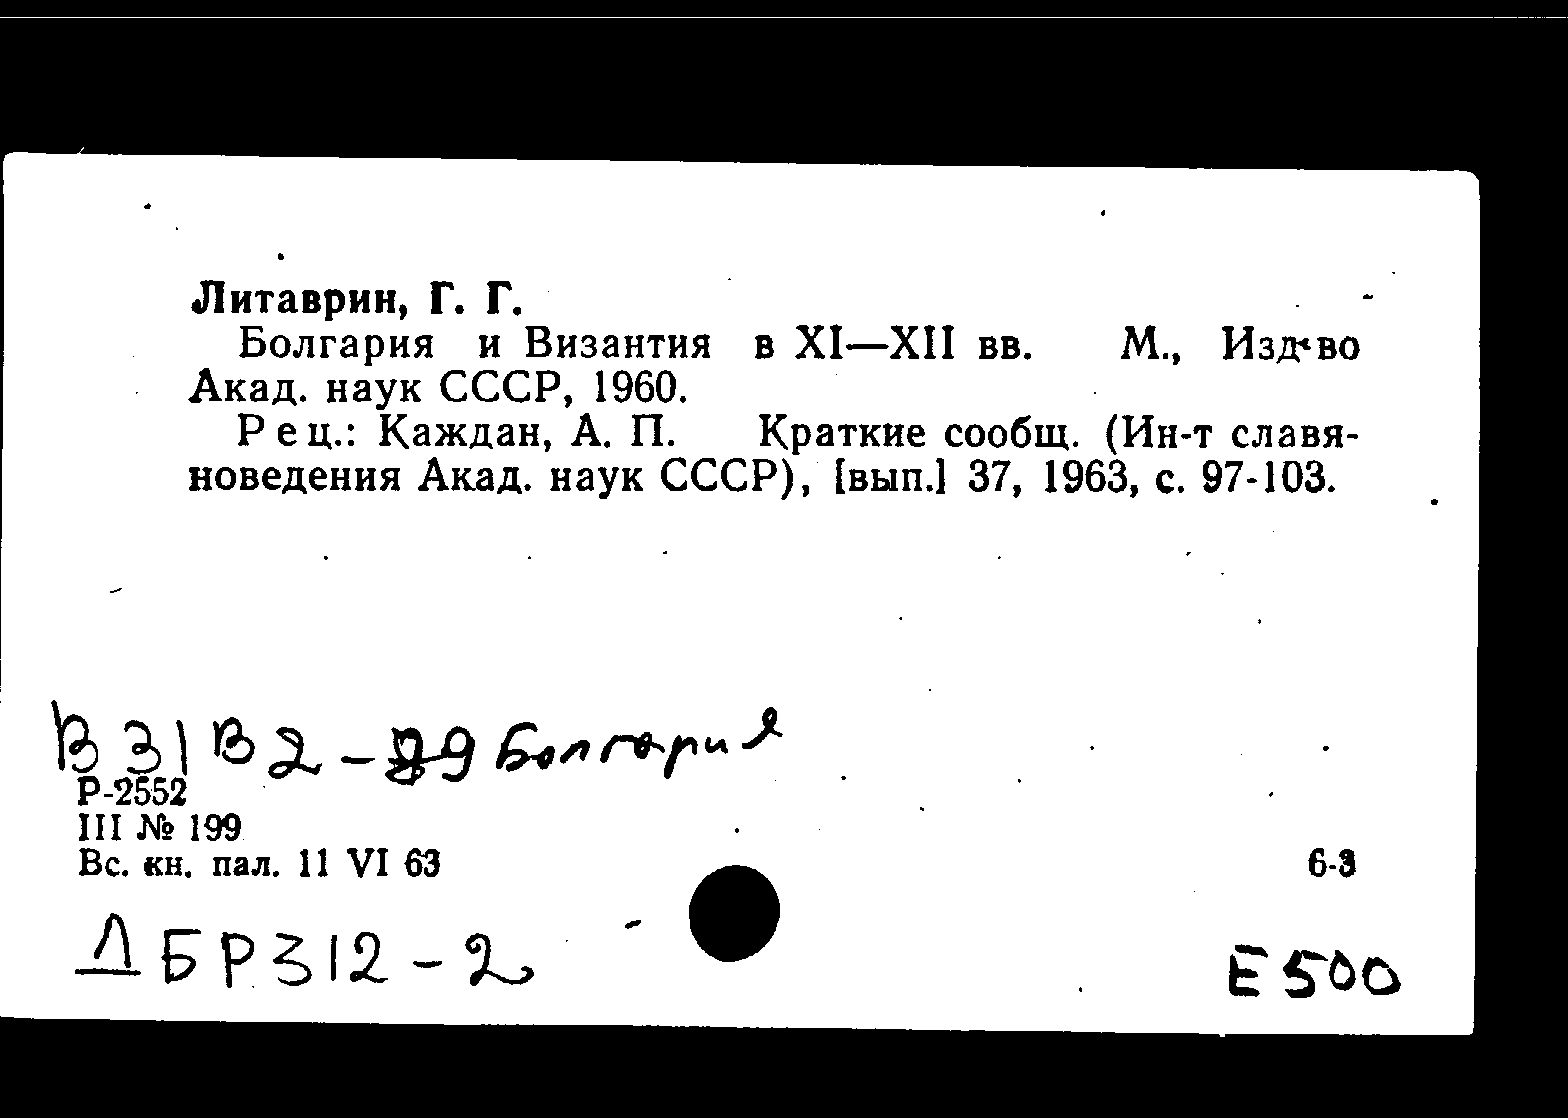 Литаврин, Г. Г.
Болгария и Византия в XI—XII вв. М., Изд-во
Акад. наук СССР, 1960.
Рец.: Каждан, А. П. Краткие сообщ. (Ин-т славя-
новедения Акад. наук СССР), [вып.] 37, 1963, с. 97-103.
В31В2- 9 Болгария
Р-2552
III № 199
Вс. кн. пал. 11 VI 63
6-3
ДБР312-2
Е500